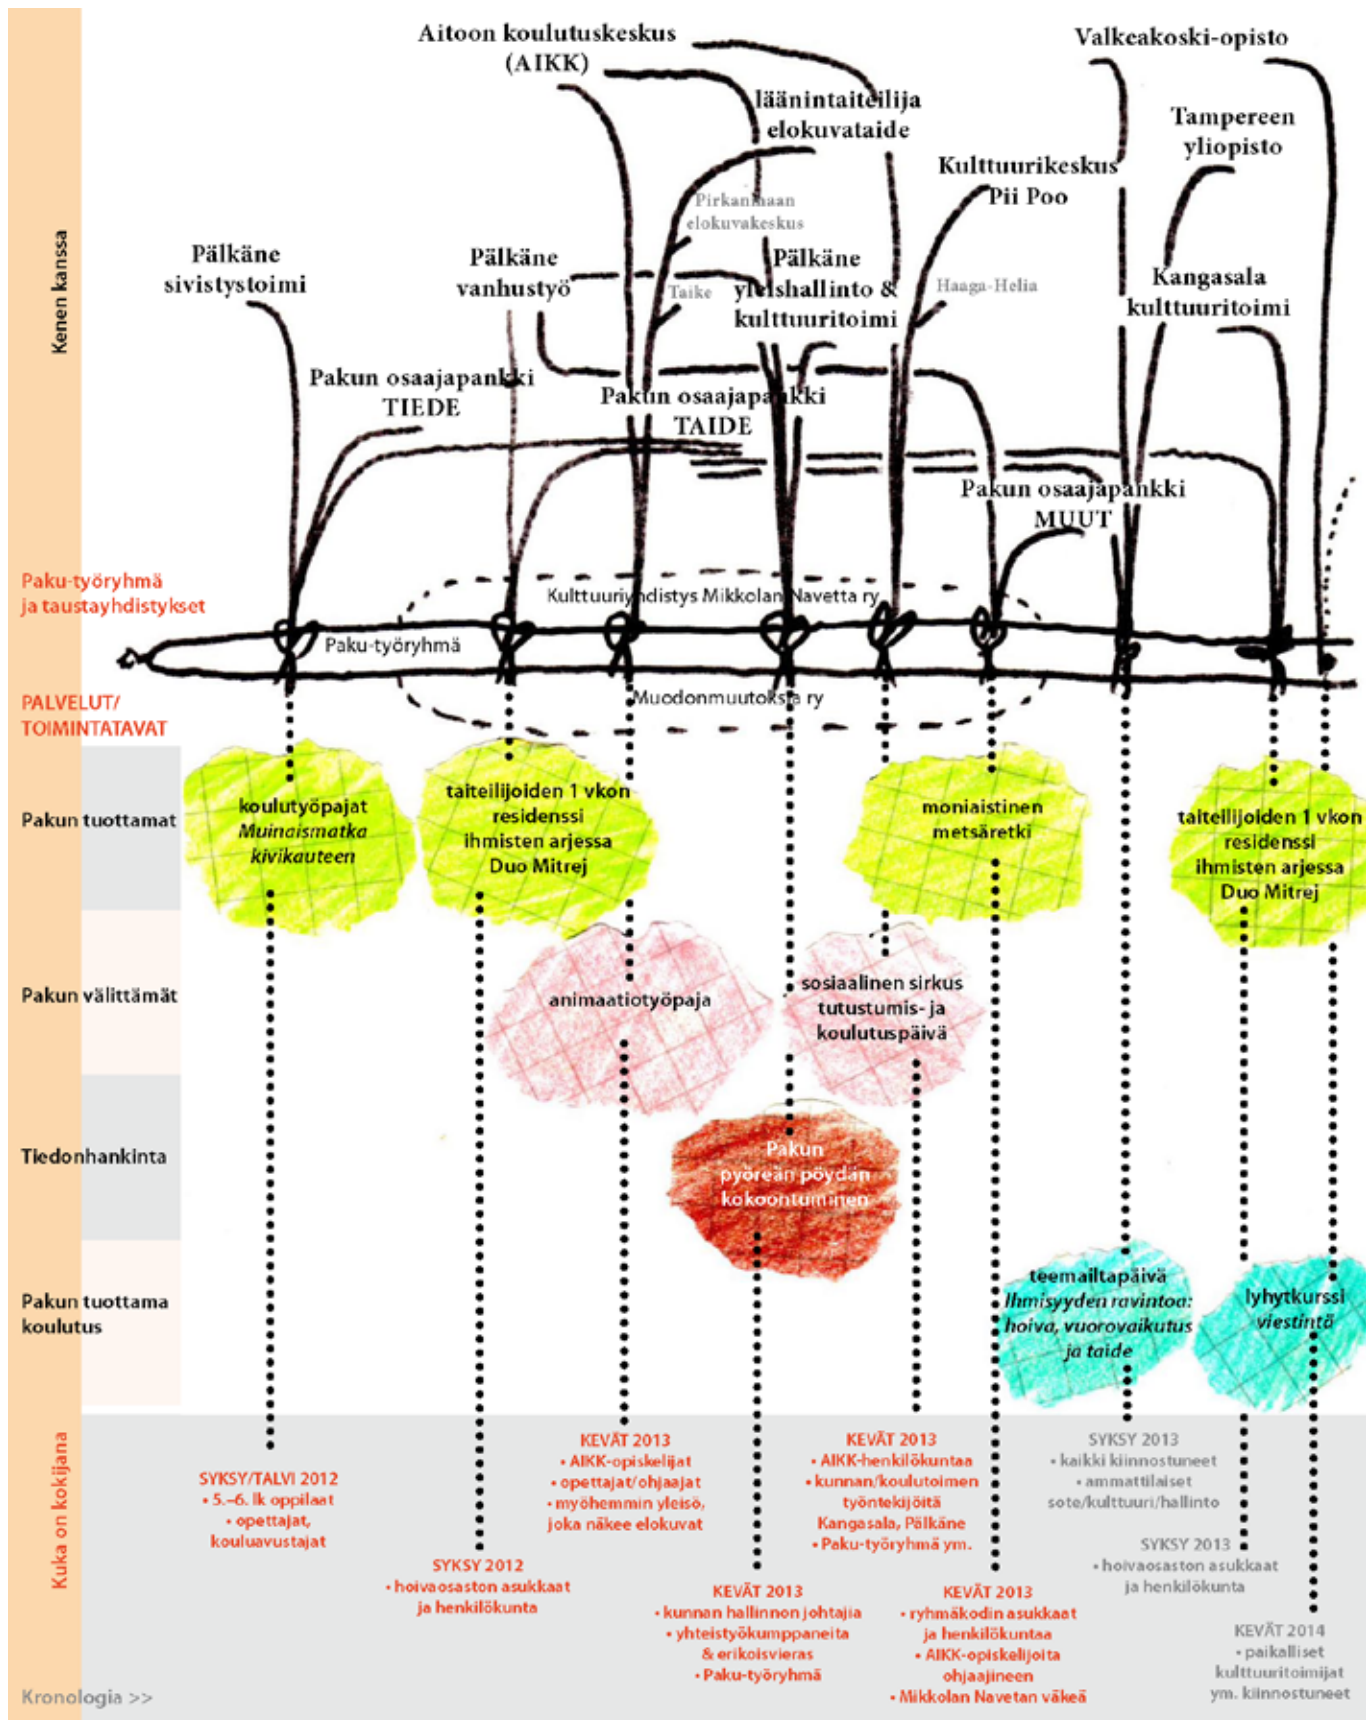 Aitoon koulutuskeskus
(AIKK)
Valkeakoski-opisto
läänintaiteilija
elokuvataide
Tampereen
yliopisto
Kulttuurikeskus
Pii Poo
Pirkanmaan
elokuvakeskus
Kenen kanssa
Pälkäne
sivistystoimi
Pälkäne
vanhustyö
Taike
Pälkäne
yleishallinto &
kulttuuritoimi
Haaga-Helia
Kangasala
kulttuuritoimi
Pakun osaajapankki
TIEDE
Pakun osaajapankki
TAIDE
Pakun osaajapankki
MUUT
Paku-työryhmä
ja taustayhdistykset
Kulttuuriyhdistys Mikkolan Navetta ry
Paku-työryhmä
Muodonmuutoksia ry
PALVELUT/
TOIMINTATAVAT
Pakun tuottamat
koulutyöpajat
Muinaismatka
kivikauteen
taiteilijoiden 1 vkon
residenssi
ihmisten arjessa
Duo Mitrej
moniaistinen
metsäretki
taiteilijoiden 1 vkon
residenssi
ihmisten arjessa
Duo Mitrej
Pakun välittämät
animaatiotyöpaja
sosiaalinen sirkus
tutustumis- ja
koulutuspäivä
Tiedonhankinta
Pakun
pyöreän pöydän
kokoontuminen
Pakun tuottama
koulutus
teemailtapäivä
Ihmisyyden ravintoa:
hoiva, vuorovaikutus
ja taide
lyhytkurssi
viestintä
Kuka on kokijana
SYKSY/TALVI 2012
• 5.–6. lk oppilaat
• opettajat,
kouluavustajat
SYKSY 2012
• hoivaosaston asukkaat
ja henkilökunta
KEVÄT 2013
• AIKK-opiskelijat
• opettajat/ohjaajat
• myöhemmin yleisö,
joka näkee elokuvat
KEVÄT 2013
• kunnan hallinnon johtajia
• yhteistyökumppaneita
& erikoisvieras
• Paku-työryhmä
KEVÄT 2013
• AIKK-henkilökuntaa
• kunnan/koulutoimen
työntekijöitä
Kangasala, Pälkäne
• Paku-työryhmä ym.
KEVÄT 2013
• ryhmäkodin asukkaat
ja henkilökuntaa
• AIKK-opiskelijoita
ohjaajineen
• Mikkolan Navetan väkeä
SYKSY 2013
• kaikki kiinnostuneet
• ammattilaiset
sote/kulttuuri/hallinto
SYKSY 2013
• hoivaosaston asukkaat
ja henkilökunta
KEVÄT 2014
• paikalliset
kulttuuritoimijat
ym. kiinnostuneet
Kronologia >>